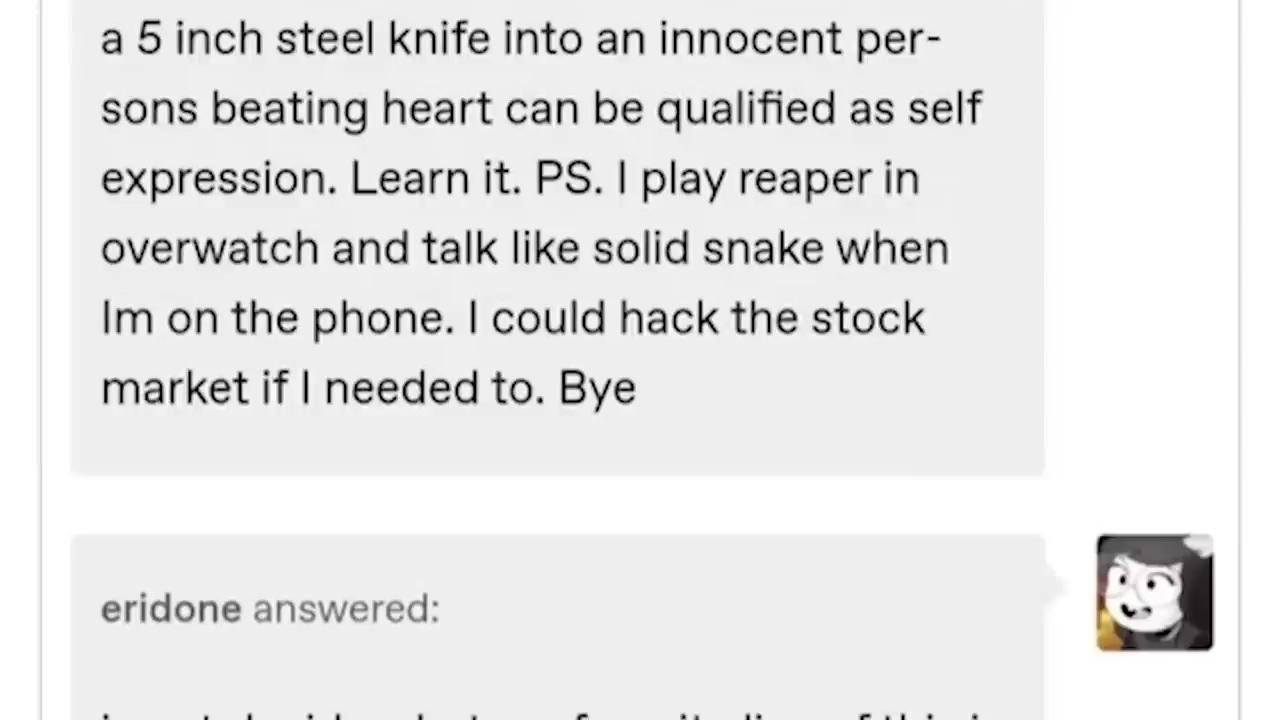 a 5 inch steel knife into an innocent per-
sons beating heart can be qualified as self
expression. Learn it. PS. I play reaper in
overwatch and talk like solid snake when
Im on the phone. I could hack the stock
market if I needed to. Bye
eridone answered: